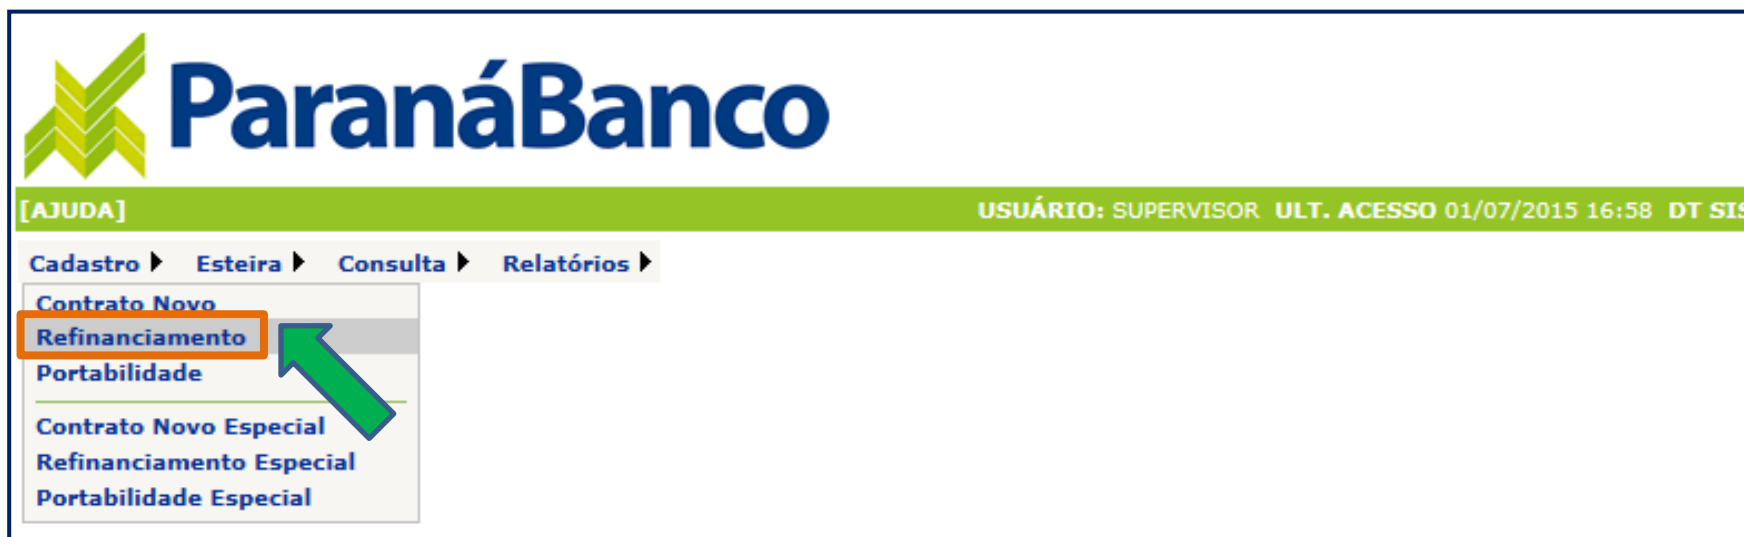 ParanáBanco
[AJUDA] USUÁRIO: SUPERVISOR ULT. ACESSO 01/07/2015 16:58 DT
Cadastro Esteira Consulta Relatórios
Contrato Novo
Refinanciamento
Portabilidade
Contrato Novo Especial
Refinanciamento Especial
Portabilidade Especial